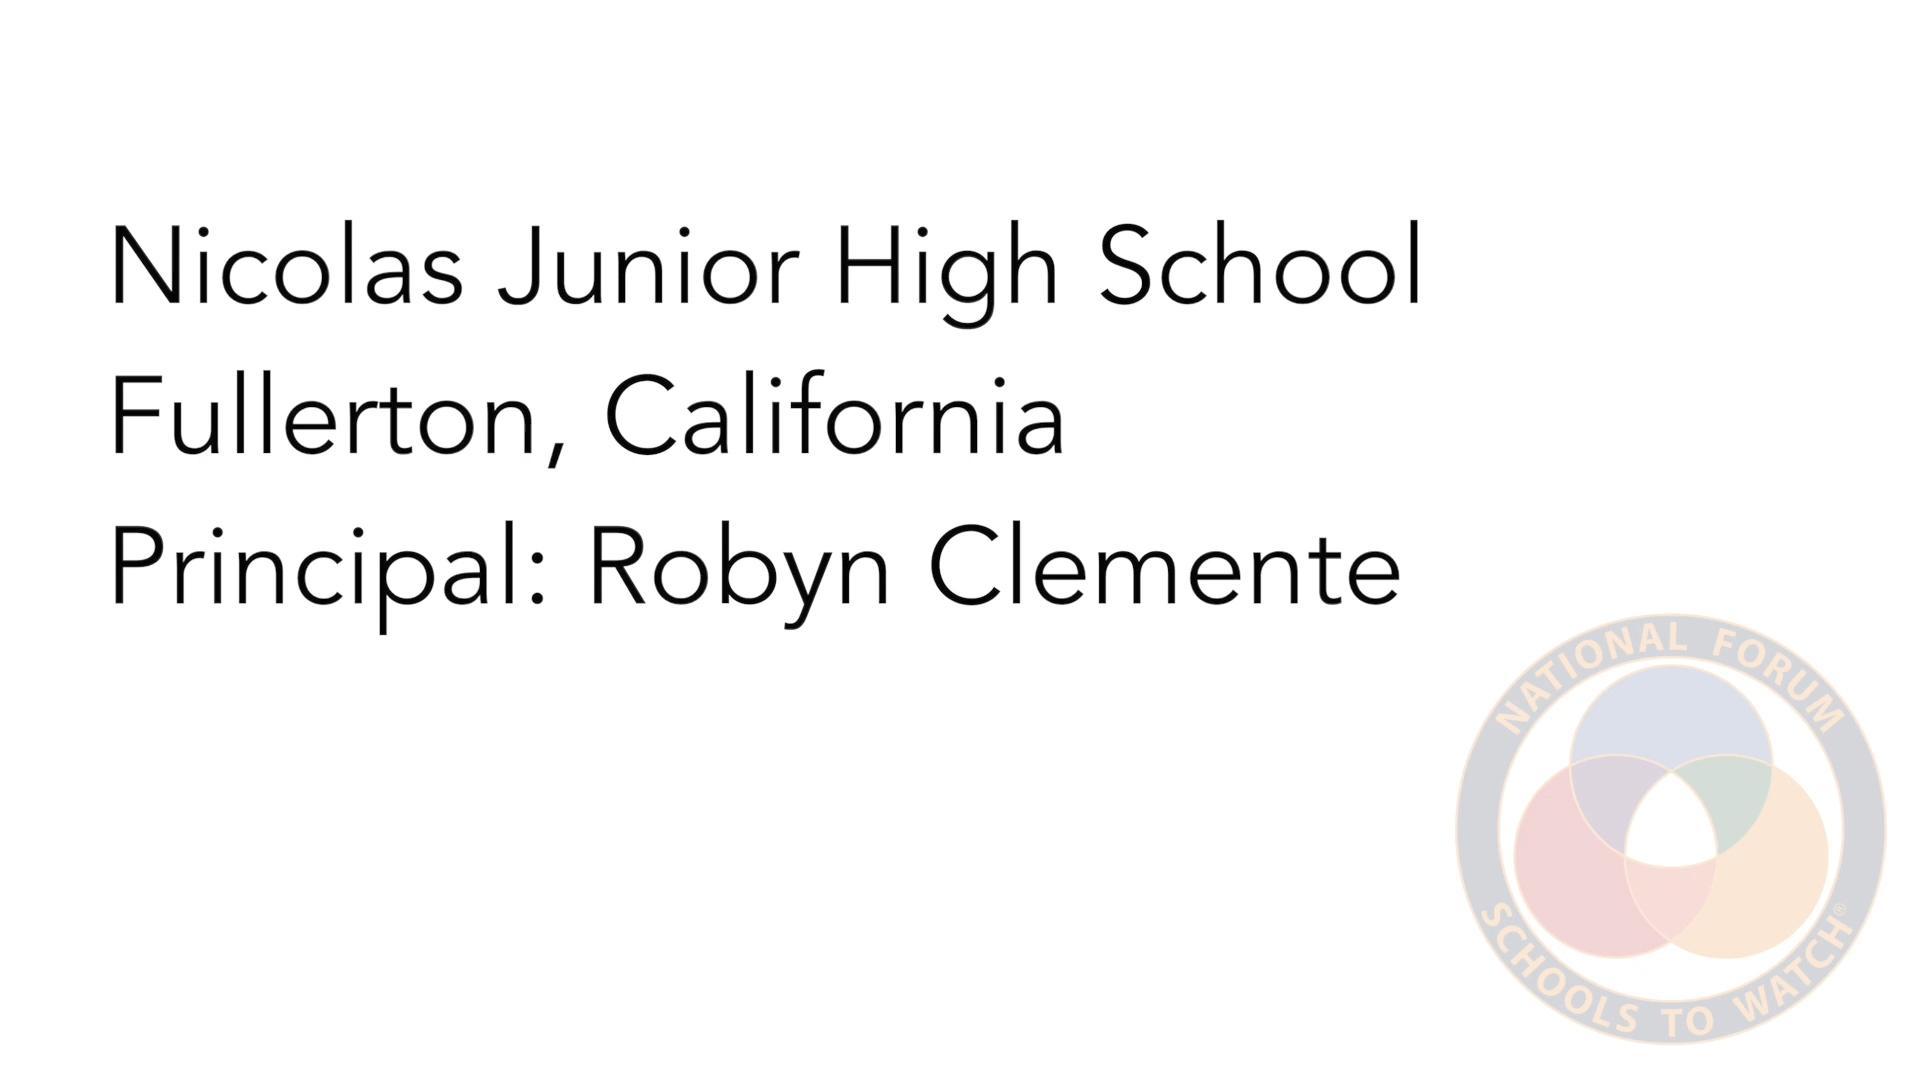 Nicolas Junior High School
Fullerton, California
Principal: Robyn Clemente
NATIONAL FORUM
SCHOOLS TO WATCH®